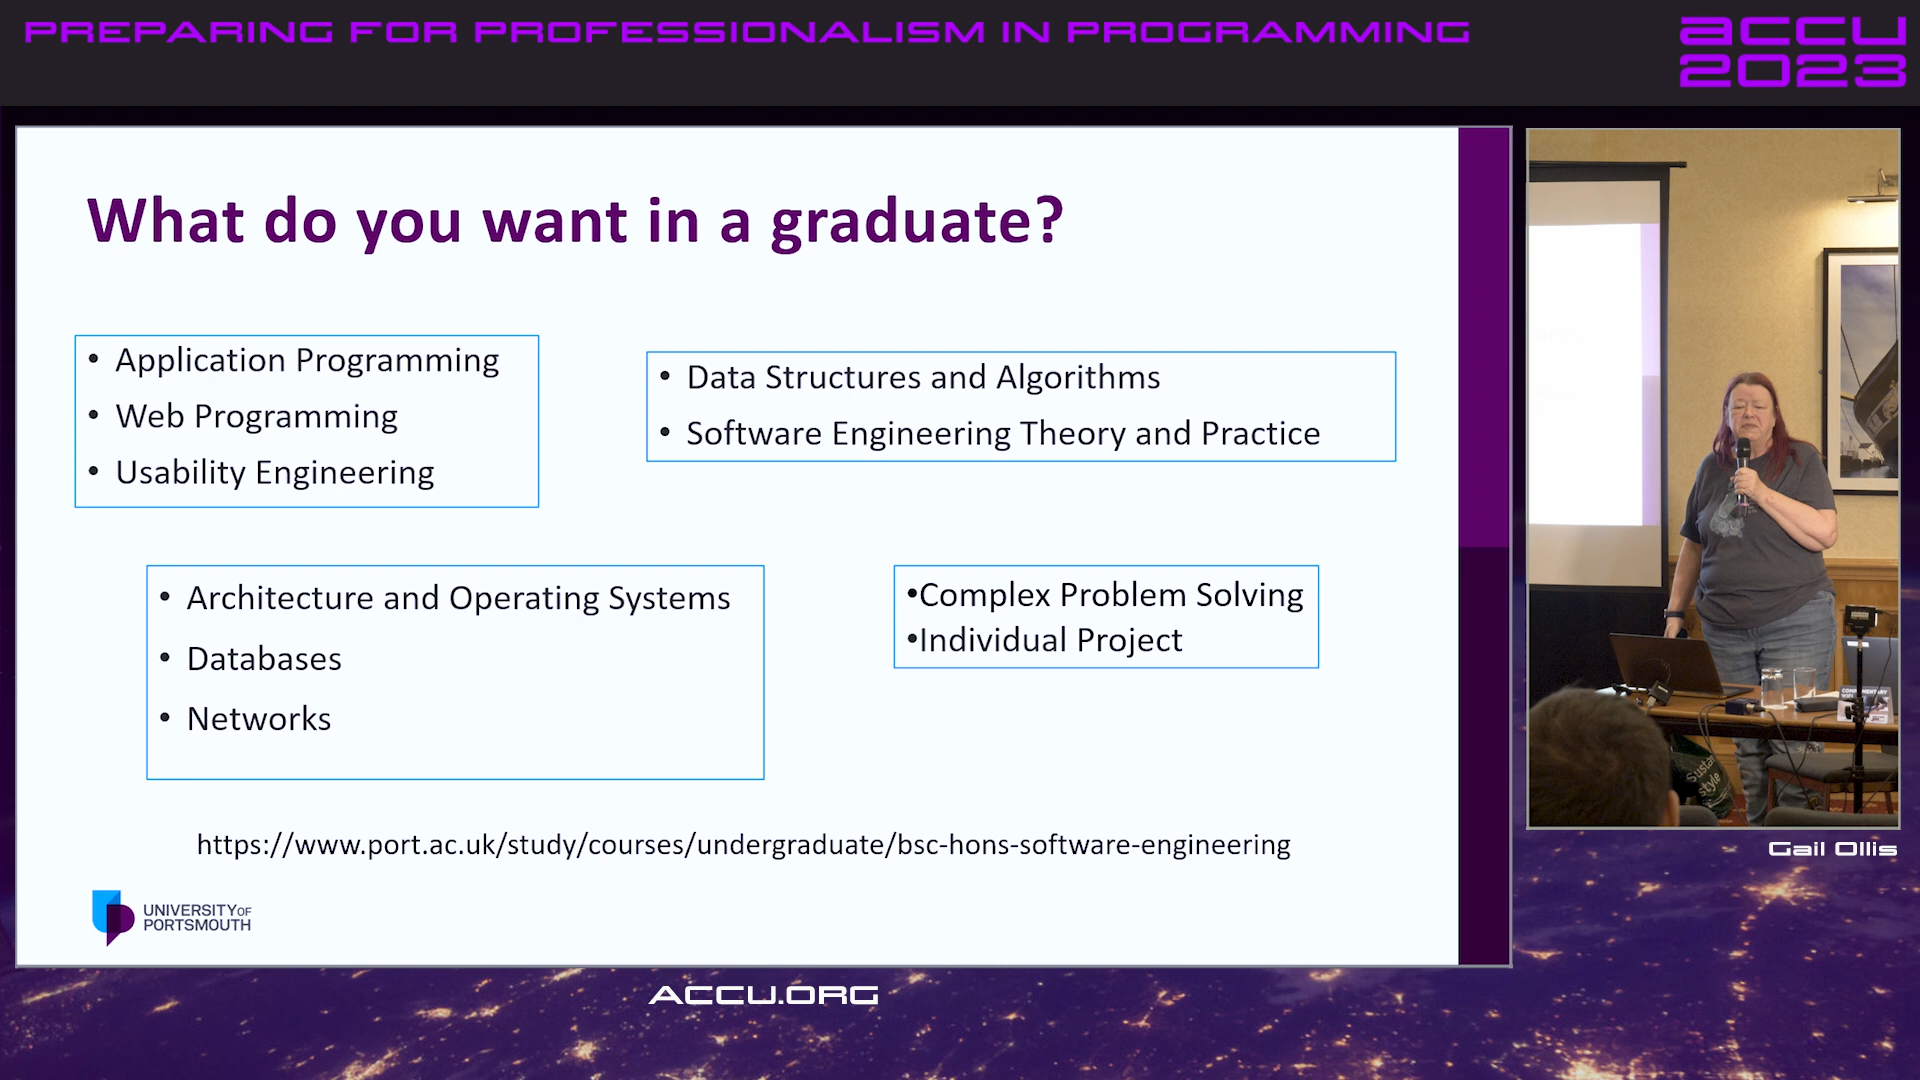 PREPARING FOR PROFESSIONALISM IN PROGRAMMING
accu
2023
What do you want in a graduate?
• Application Programming
• Web Programming
• Usability Engineering
• Data Structures and Algorithms
• Software Engineering Theory and Practice
• Architecture and Operating Systems
• Databases
• Networks
•Complex Problem Solving
•Individual Project
https://www.port.ac.uk/study/courses/undergraduate/bsc-hons-software-engineering
UNIVERSITY OF
PORTSMOUTH
Gail Ollis
ACCU.ORG